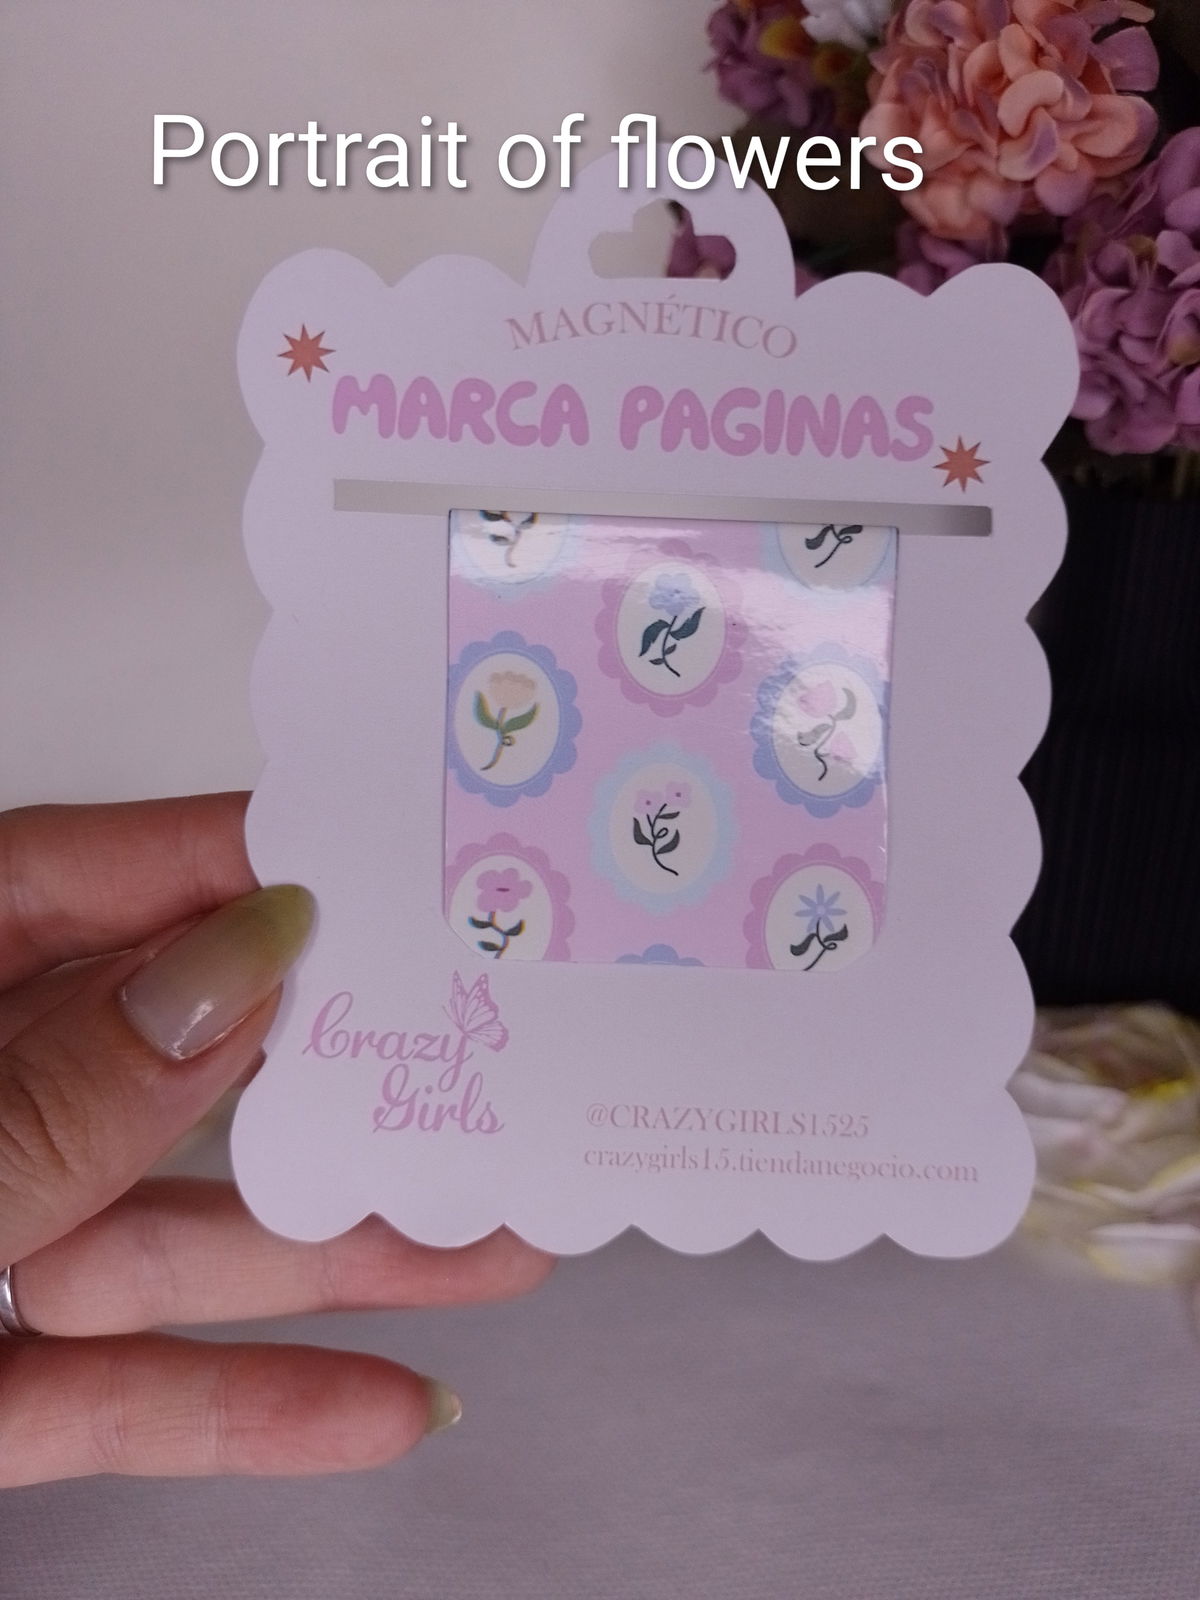 Portrait of flowers
MAGNÉTICO
MARCA PAGINAS
Crazy
Girls
@CRAZYGIRLS1525
crazygirls15.tiendanegocio.com